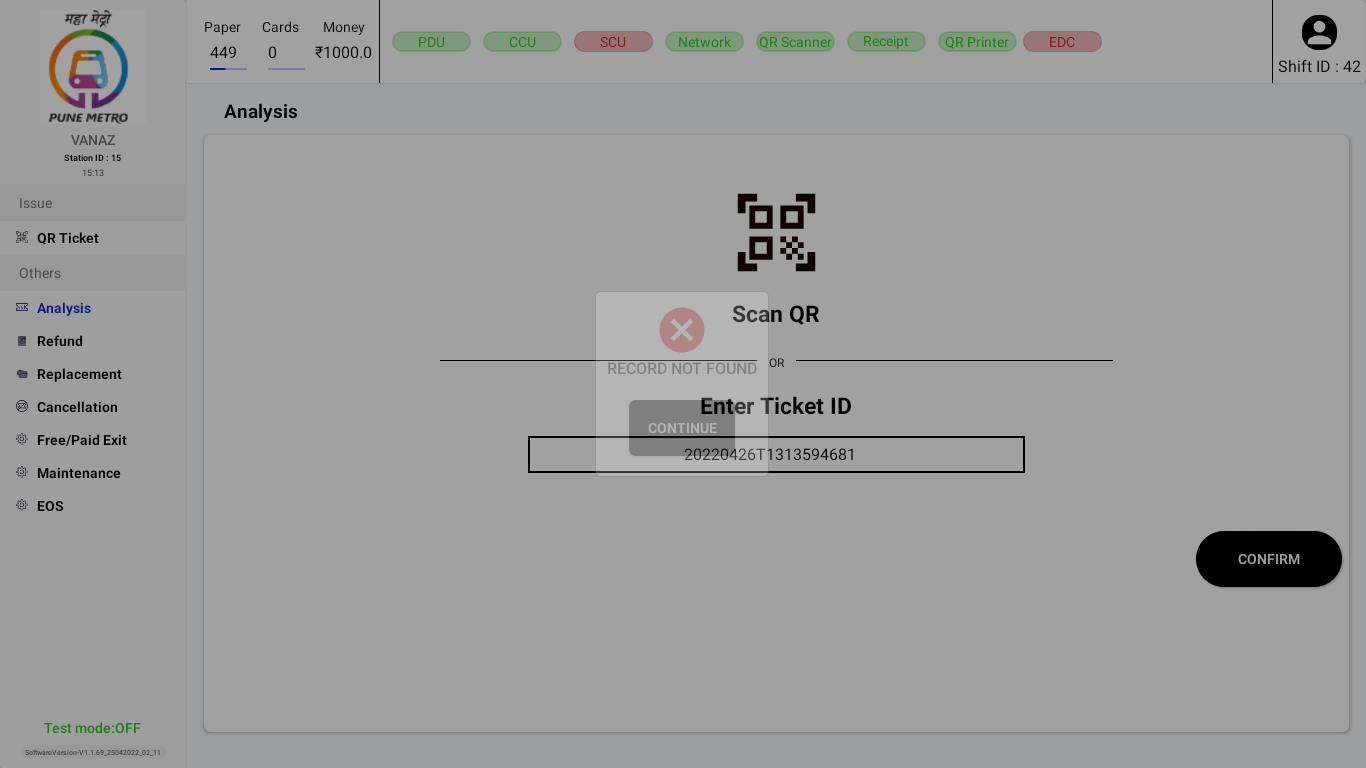 महा मेट्रो
PUNE METRO
VANAZ
Station ID : 15
15:13
Issue
QR Ticket
Others
Analysis
Refund
Replacement
Cancellation
Free/Paid Exit
Maintenance
EOS
Test mode:OFF
SoftwareVersion-V1.1.69_25042022_02_11
Paper Cards Money
449 0 ₹1000.0
PDU CCU SCU Network QR Scanner Receipt QR Printer EDC
Shift ID : 42
Analysis
Scan QR
OR
RECORD NOT FOUND
Enter Ticket ID
CONTINUE
20220426T1313594681
CONFIRM